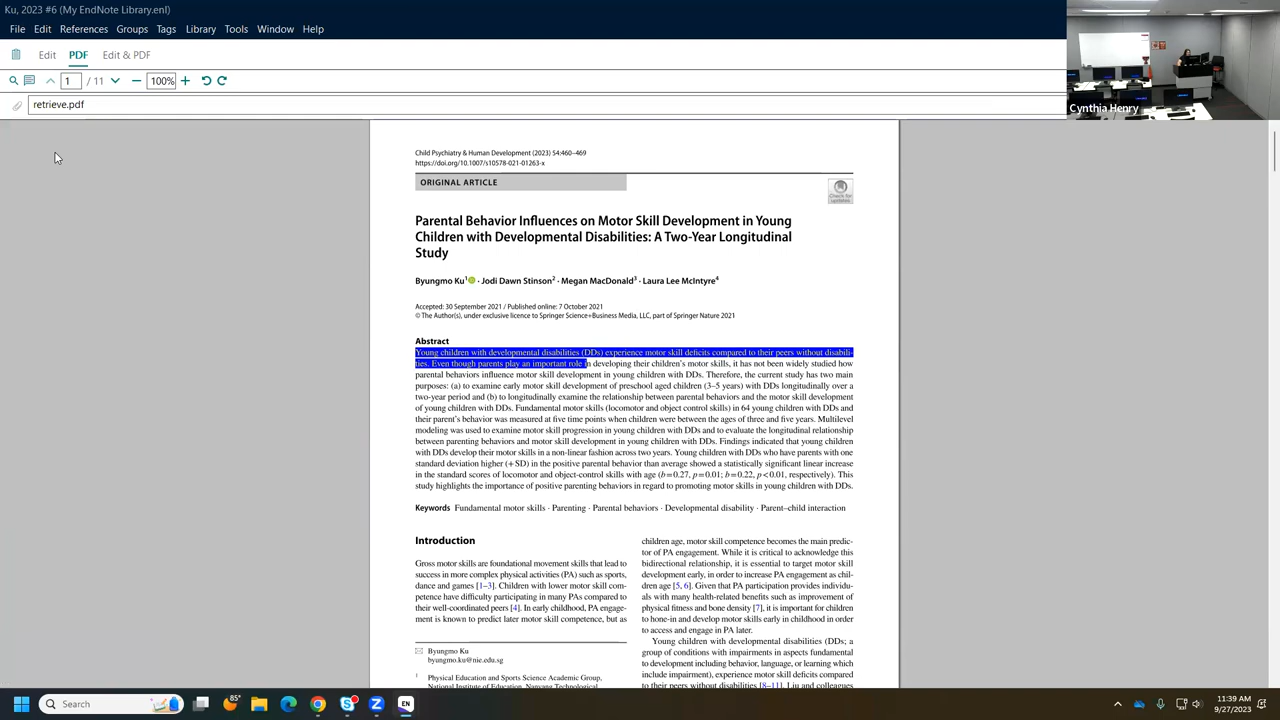 Ku, 2023 #6 (My EndNote Library.enl)
File Edit References Groups Tags Library Tools Window Help
Edit PDF Edit & PDF
1 / 11 100%
retrieve.pdf
Cynthia Henry
Child Psychiatry & Human Development (2023) 54:460–469
https://doi.org/10.1007/s10578-021-01263-x
ORIGINAL ARTICLE
Check for
updates
Parental Behavior Influences on Motor Skill Development in Young
Children with Developmental Disabilities: A Two-Year Longitudinal
Study
Byungmo Ku1 · Jodi Dawn Stinson2 · Megan MacDonald3 · Laura Lee McIntyre4
Accepted: 30 September 2021 / Published online: 7 October 2021
© The Author(s), under exclusive licence to Springer Science+Business Media, LLC, part of Springer Nature 2021
Abstract
Young children with developmental disabilities (DDs) experience motor skill deficits compared to their peers without disabili-
ties. Even though parents play an important role in developing their children's motor skills, it has not been widely studied how
parental behaviors influence motor skill development in young children with DDs. Therefore, the current study has two main
purposes: (a) to examine early motor skill development of preschool aged children (3–5 years) with DDs longitudinally over a
two-year period and (b) to longitudinally examine the relationship between parental behaviors and the motor skill development
of young children with DDs. Fundamental motor skills (locomotor and object control skills) in 64 young children with DDs and
their parent's behavior was measured at five time points when children were between the ages of three and five years. Multilevel
modeling was used to examine motor skill progression in young children with DDs and to evaluate the longitudinal relationship
between parenting behaviors and motor skill development in young children with DDs. Findings indicated that young children
with DDs develop their motor skills in a non-linear fashion across two years. Young children with DDs who have parents with one
standard deviation higher (+ SD) in the positive parental behavior than average showed a statistically significant linear increase
in the standard scores of locomotor and object-control skills with age (b = 0.27, p = 0.01; b = 0.22, p < 0.01, respectively). This
study highlights the importance of positive parenting behaviors in regard to promoting motor skills in young children with DDs.
Keywords Fundamental motor skills · Parenting · Parental behaviors · Developmental disability · Parent–child interaction
Introduction
Gross motor skills are foundational movement skills that lead to
success in more complex physical activities (PA) such as sports,
dance and games [1–3]. Children with lower motor skill com-
petence have difficulty participating in many PAs compared to
their well-coordinated peers [4]. In early childhood, PA engage-
ment is known to predict later motor skill competence, but as
Byungmo Ku
byungmo.ku@nie.edu.sg
1 Physical Education and Sports Science Academic Group,
National Institute of Education, Nanyang Technological
children age, motor skill competence becomes the main predic-
tor of PA engagement. While it is critical to acknowledge this
bidirectional relationship, it is essential to target motor skill
development early, in order to increase PA engagement as chil-
dren age [5, 6]. Given that PA participation provides individu-
als with many health-related benefits such as improvement of
physical fitness and bone density [7], it is important for children
to hone-in and develop motor skills early in childhood in order
to access and engage in PA later.
Young children with developmental disabilities (DDs; a
group of conditions with impairments in aspects fundamental
to development including behavior, language, or learning which
include impairment), experience motor skill deficits compared
to their peers without disabilities [8–11]. Liu and colleagues
Search
85°
EN
11:39 AM
9/27/2023